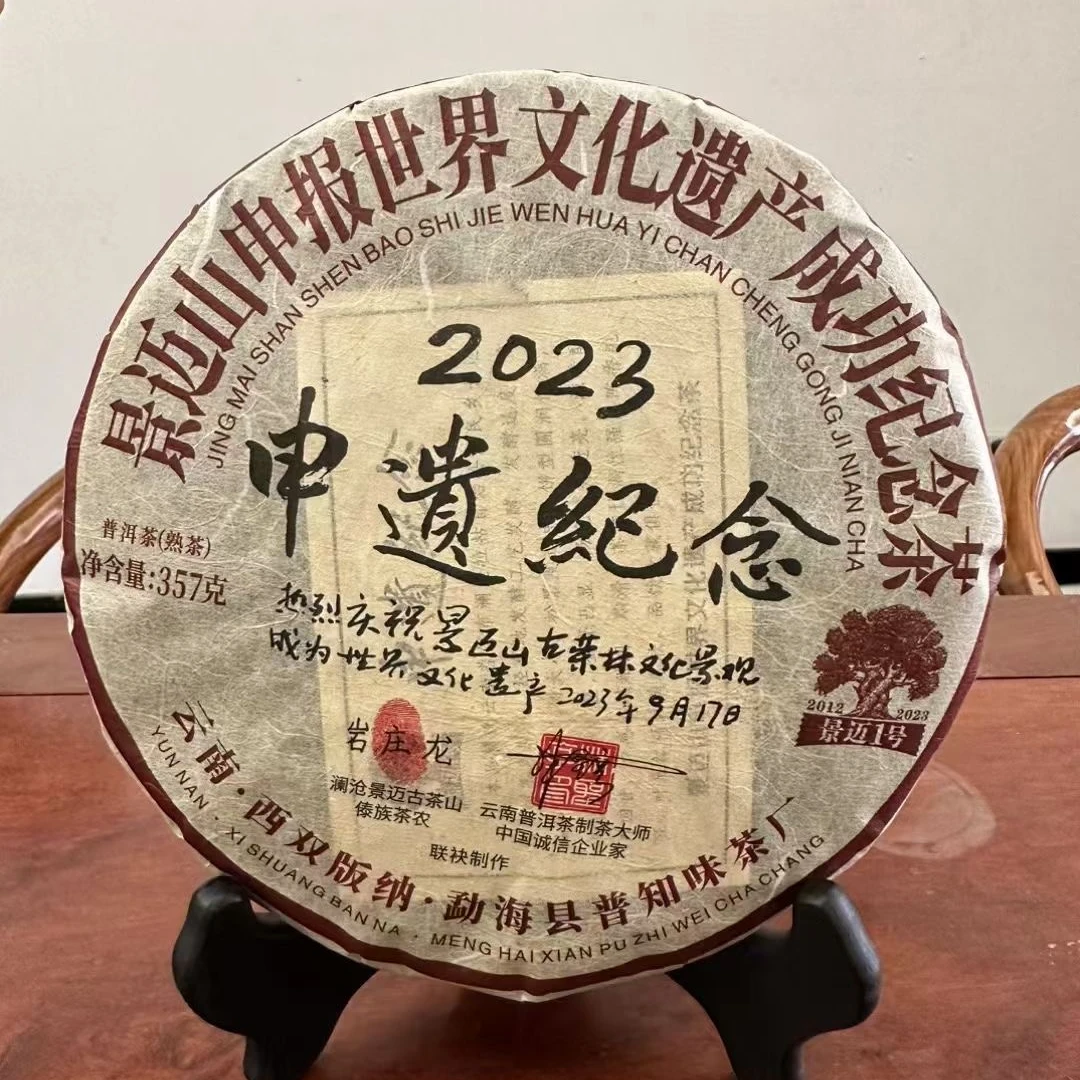 景迈山申报世界文化遗产成功纪念茶
JING MAI SHAN SHEN BAO SHI JIE WEN HUA YI CHAN CHENG GONG JI NIAN CHA
2023
申遺紀念
普洱茶(熟茶)
净含量:357克
热烈庆祝景迈山古茶林文化景观
成为世界文化遗产2023年9月17日
2012 2023
景迈1号
岩庄龙
澜沧景迈古茶山
傣族茶农
云南普洱茶制茶大师
中国诚信企业家
联袂制作
云南·西双版纳·勐海县普知味茶厂
YUN NAN · XI SHUANG BAN NA · MENG HAI XIAN PU ZHI WEI CHA CHANG